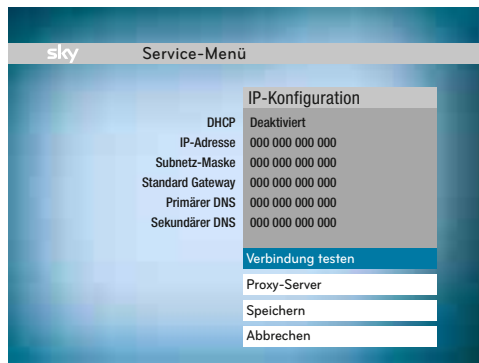 sky Service-Menü
IP-Konfiguration
DHCP Deaktiviert
IP-Adresse 000 000 000 000
Subnetz-Maske 000 000 000 000
Standard Gateway 000 000 000 000
Primärer DNS 000 000 000 000
Sekundärer DNS 000 000 000 000
Verbindung testen
Proxy-Server
Speichern
Abbrechen